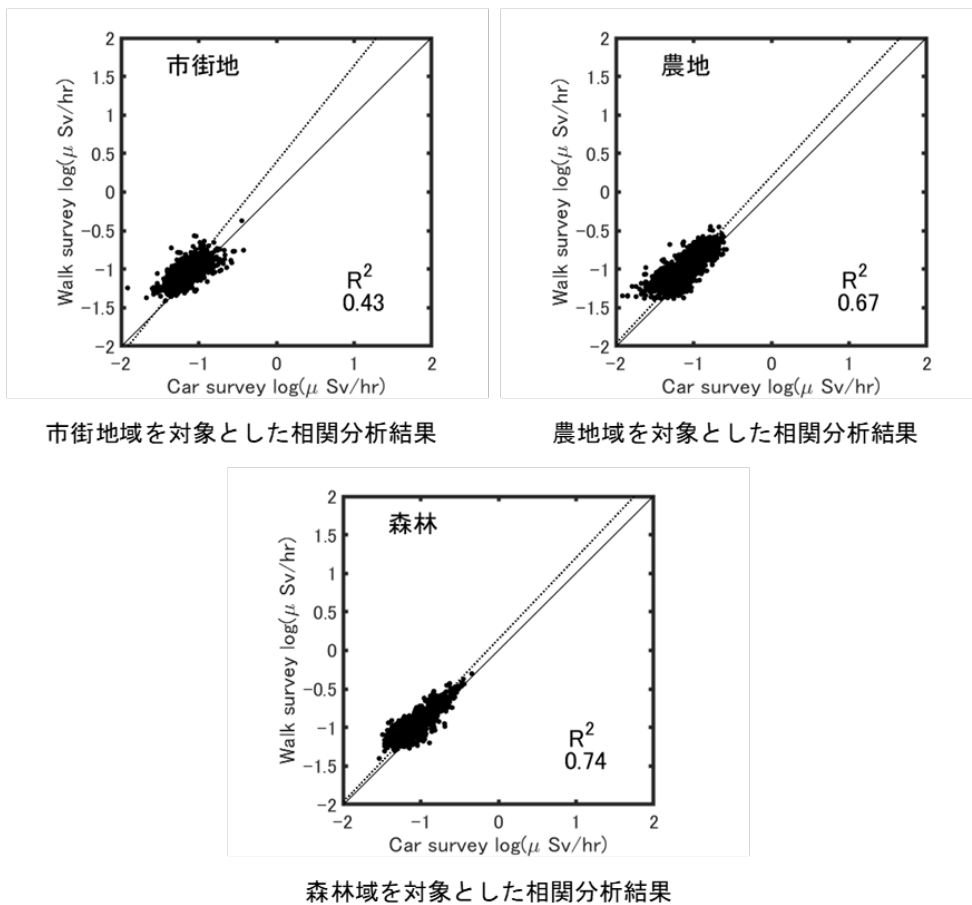 市街地
Walk survey log(μ Sv/hr)
2
1.5
1
0.5
0
−0.5
−1
−1.5
−2
R2
0.43
−2 −1 0 1 2
Car survey log(μ Sv/hr)
市街地域を対象とした相関分析結果
農地
Walk survey log(μ Sv/hr)
2
1.5
1
0.5
0
−0.5
−1
−1.5
−2
R2
0.67
−2 −1 0 1 2
Car survey log(μ Sv/hr)
農地域を対象とした相関分析結果
森林
Walk survey log(μ Sv/hr)
2
1.5
1
0.5
0
−0.5
−1
−1.5
−2
R2
0.74
−2 −1 0 1 2
Car survey log(μ Sv/hr)
森林域を対象とした相関分析結果